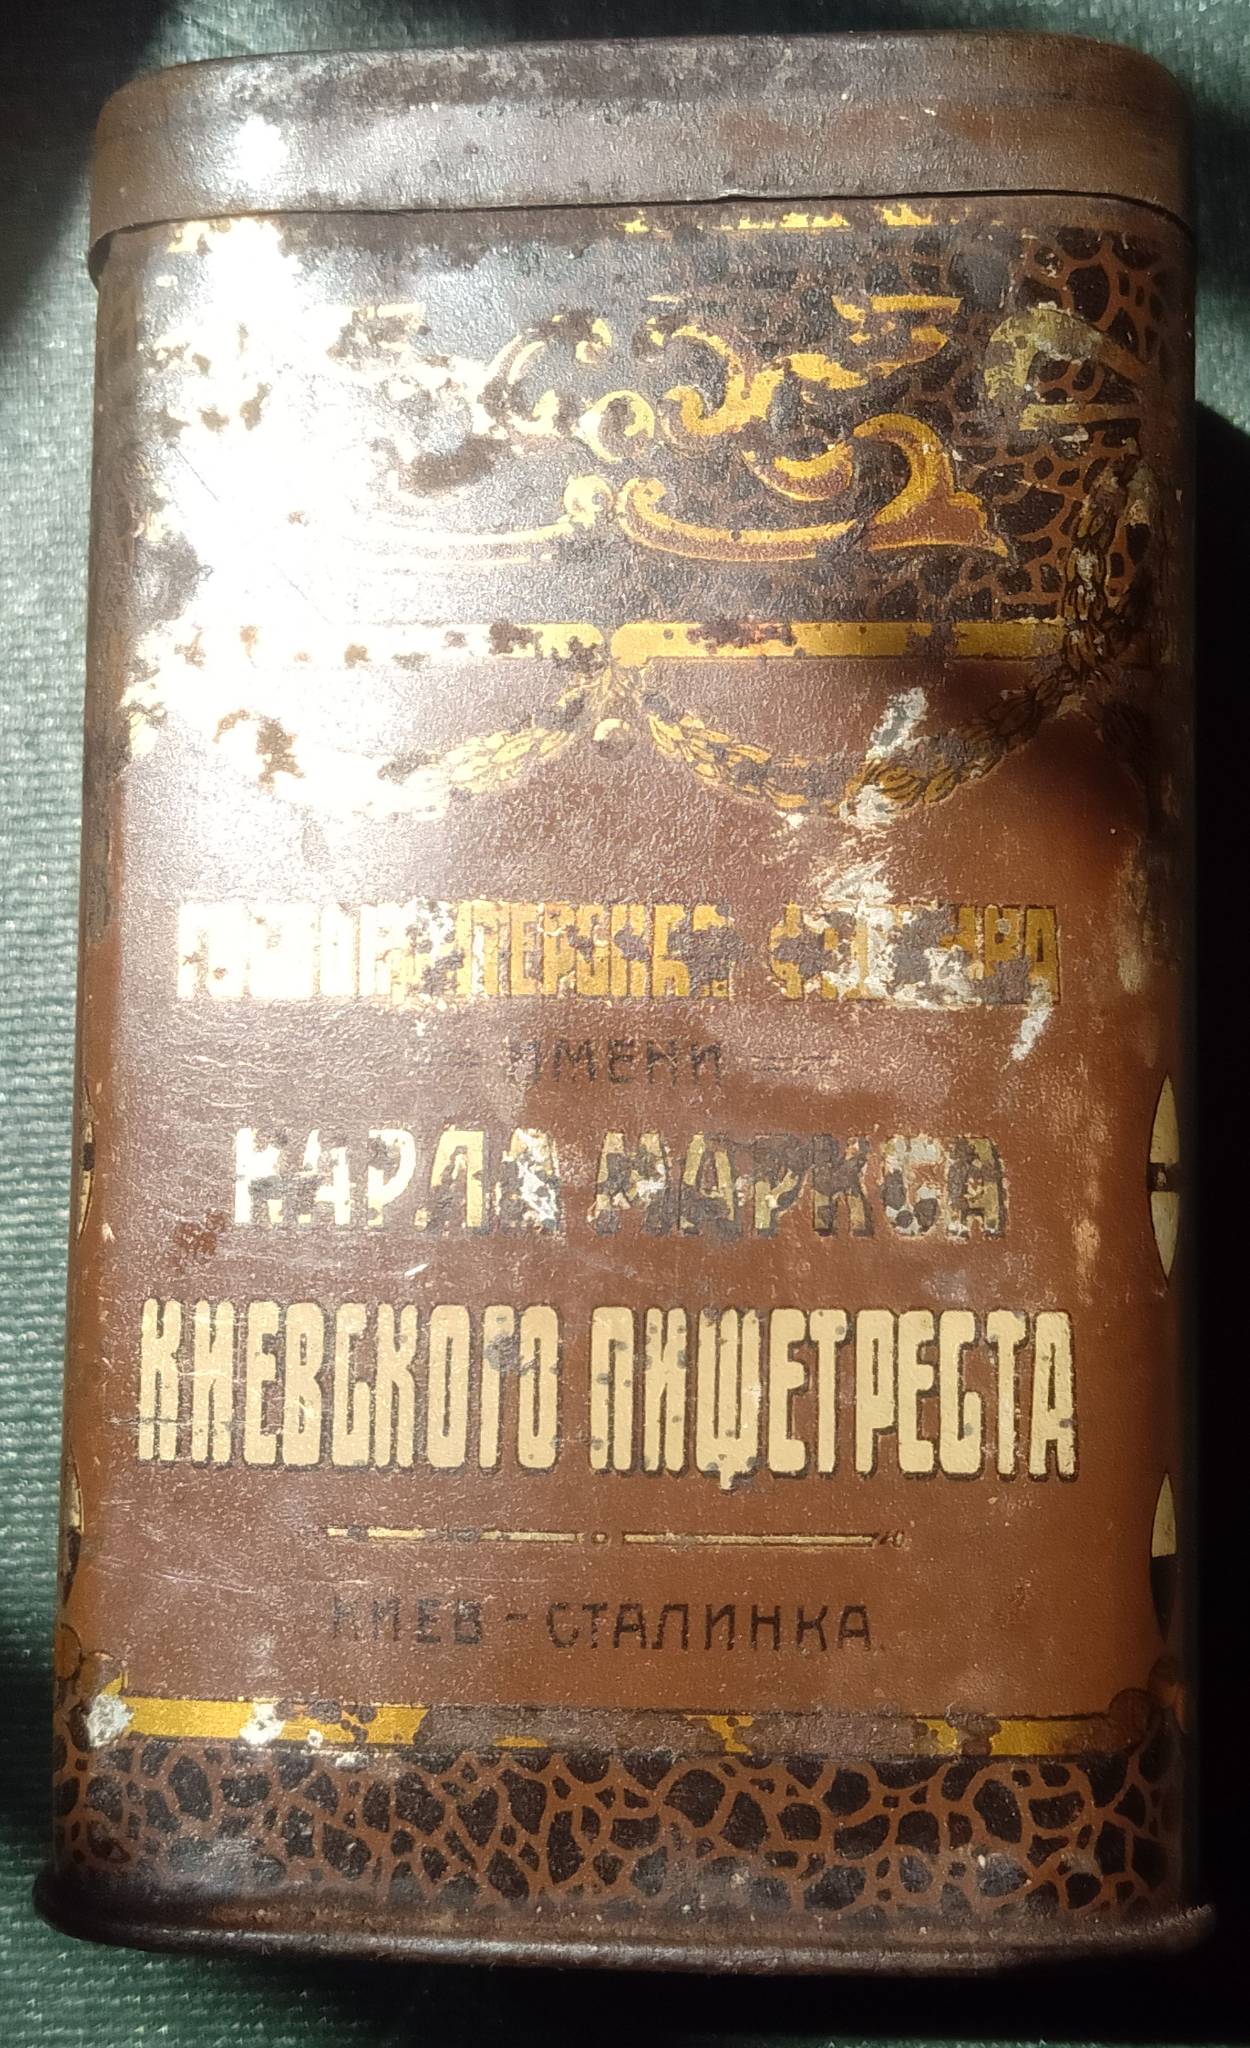 КОНДИТЕРСКАЯ ФАБРИКА
ИМЕНИ
КАРЛА МАРКСА
КИЕВСКОГО ПИЩЕТРЕСТА
КИЕВ - СТАЛИНКА.